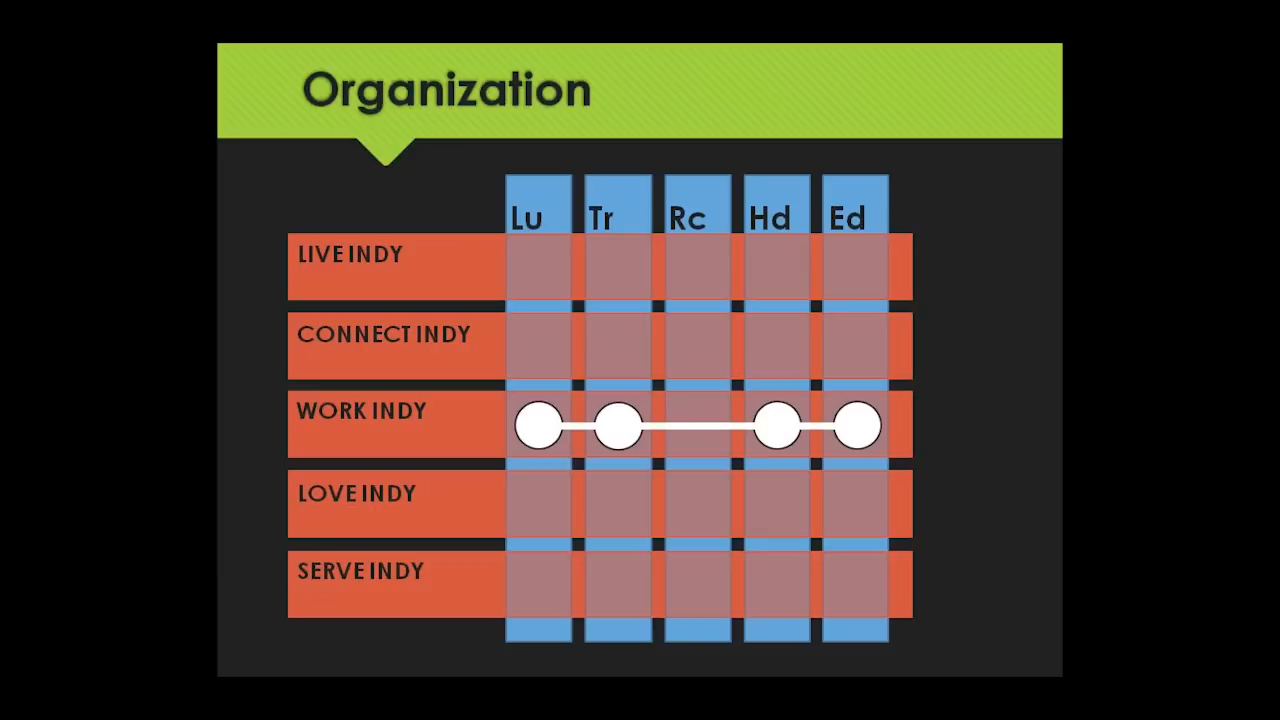 Organization
Lu Tr Rc Hd Ed
LIVE INDY
CONNECT INDY
WORK INDY
LOVE INDY
SERVE INDY